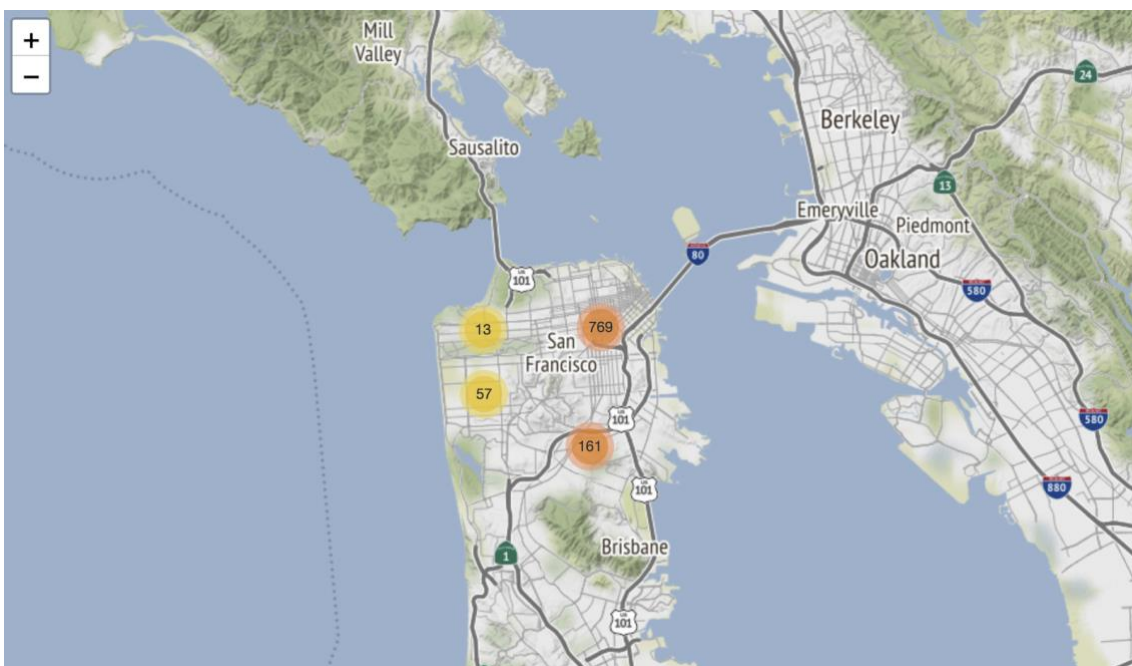 +
−
Mill
Valley
24
Berkeley
Sausalito
13
Emeryville
Piedmont
80
Oakland
101
580
13
769
San
Francisco
57
101
580
161
101
880
Brisbane
1
101